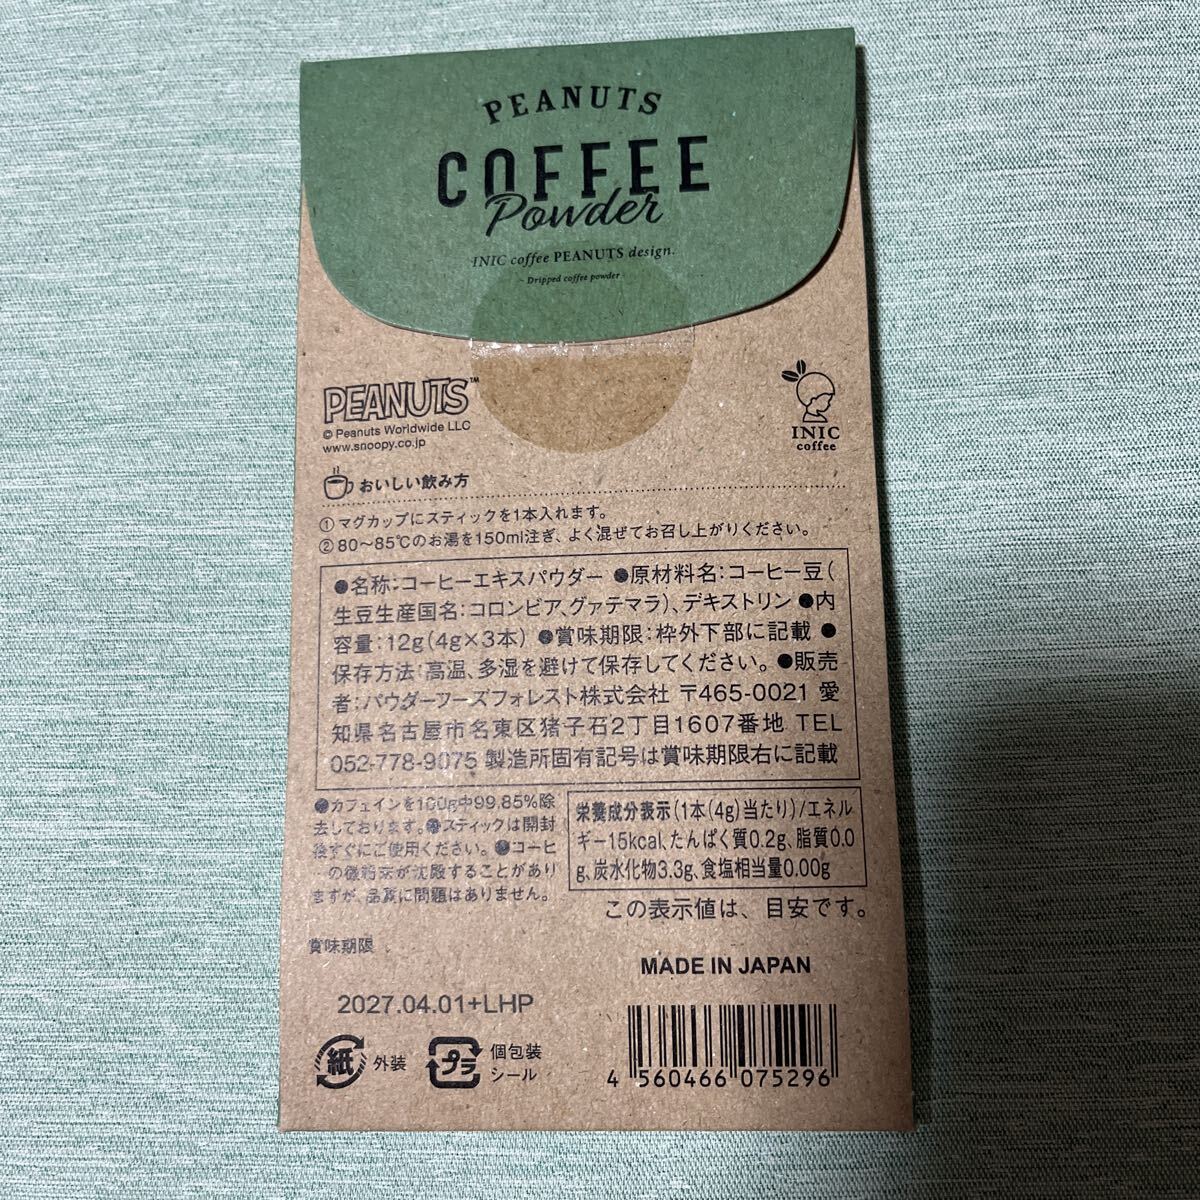 PEANUTS
COFFEE
Powder
INIC coffee PEANUTS design.
- Dripped coffee powder -
PEANUTS™
© Peanuts Worldwide LLC
www.snoopy.co.jp
INIC
coffee
おいしい飲み方
① マグカップにスティックを1本入れます。
② 80〜85℃のお湯を150ml注ぎ、よく混ぜてお召し上がりください。
●名称:コーヒーエキスパウダー ●原材料名:コーヒー豆(
生豆生産国名:コロンビア、グァテマラ)、デキストリン ●内
容量:12g(4g×3本) ●賞味期限:枠外下部に記載 ●
保存方法:高温、多湿を避けて保存してください。●販売
者:パウダーフーズフォレスト株式会社 〒465-0021 愛
知県名古屋市名東区猪子石2丁目1607番地 TEL
052-778-9075 製造所固有記号は賞味期限右に記載
●カフェインを100g中99.85%除
去しております。●スティックは開封
後すぐにご使用ください。●コーヒ
ーの微粉末が沈殿することがあり
ますが、品質に問題はありません。
栄養成分表示(1本(4g)当たり)/エネル
ギー15kcal、たんぱく質0.2g、脂質0.0
g、炭水化物3.3g、食塩相当量0.00g
この表示値は、目安です。
賞味期限
MADE IN JAPAN
2027.04.01+LHP
紙 外装
プラ 個包装
シール
4 560466 075296